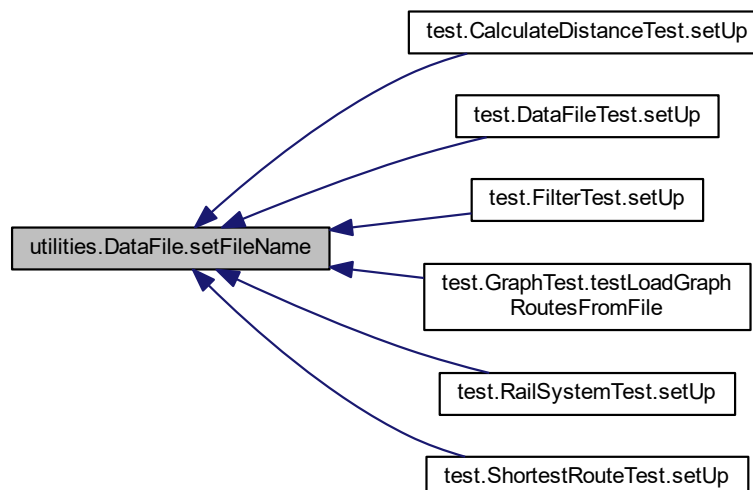 test.CalculateDistanceTest.setUp
test.DataFileTest.setUp
test.FilterTest.setUp
utilities.DataFile.setFileName
test.GraphTest.testLoadGraph
RoutesFromFile
test.RailSystemTest.setUp
test.ShortestRouteTest.setUp